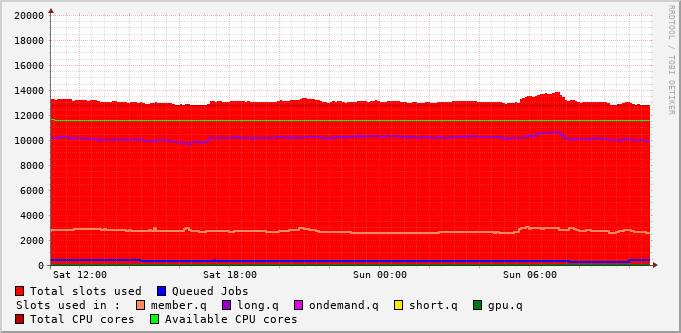 20000
18000
16000
14000
12000
10000
8000
6000
4000
2000
0
Sat 12:00 Sat 18:00 Sun 00:00 Sun 06:00
RRDTOOL / TOBI OETIKER
Total slots used Queued Jobs
Slots used in : member.q long.q ondemand.q short.q gpu.q
Total CPU cores Available CPU cores